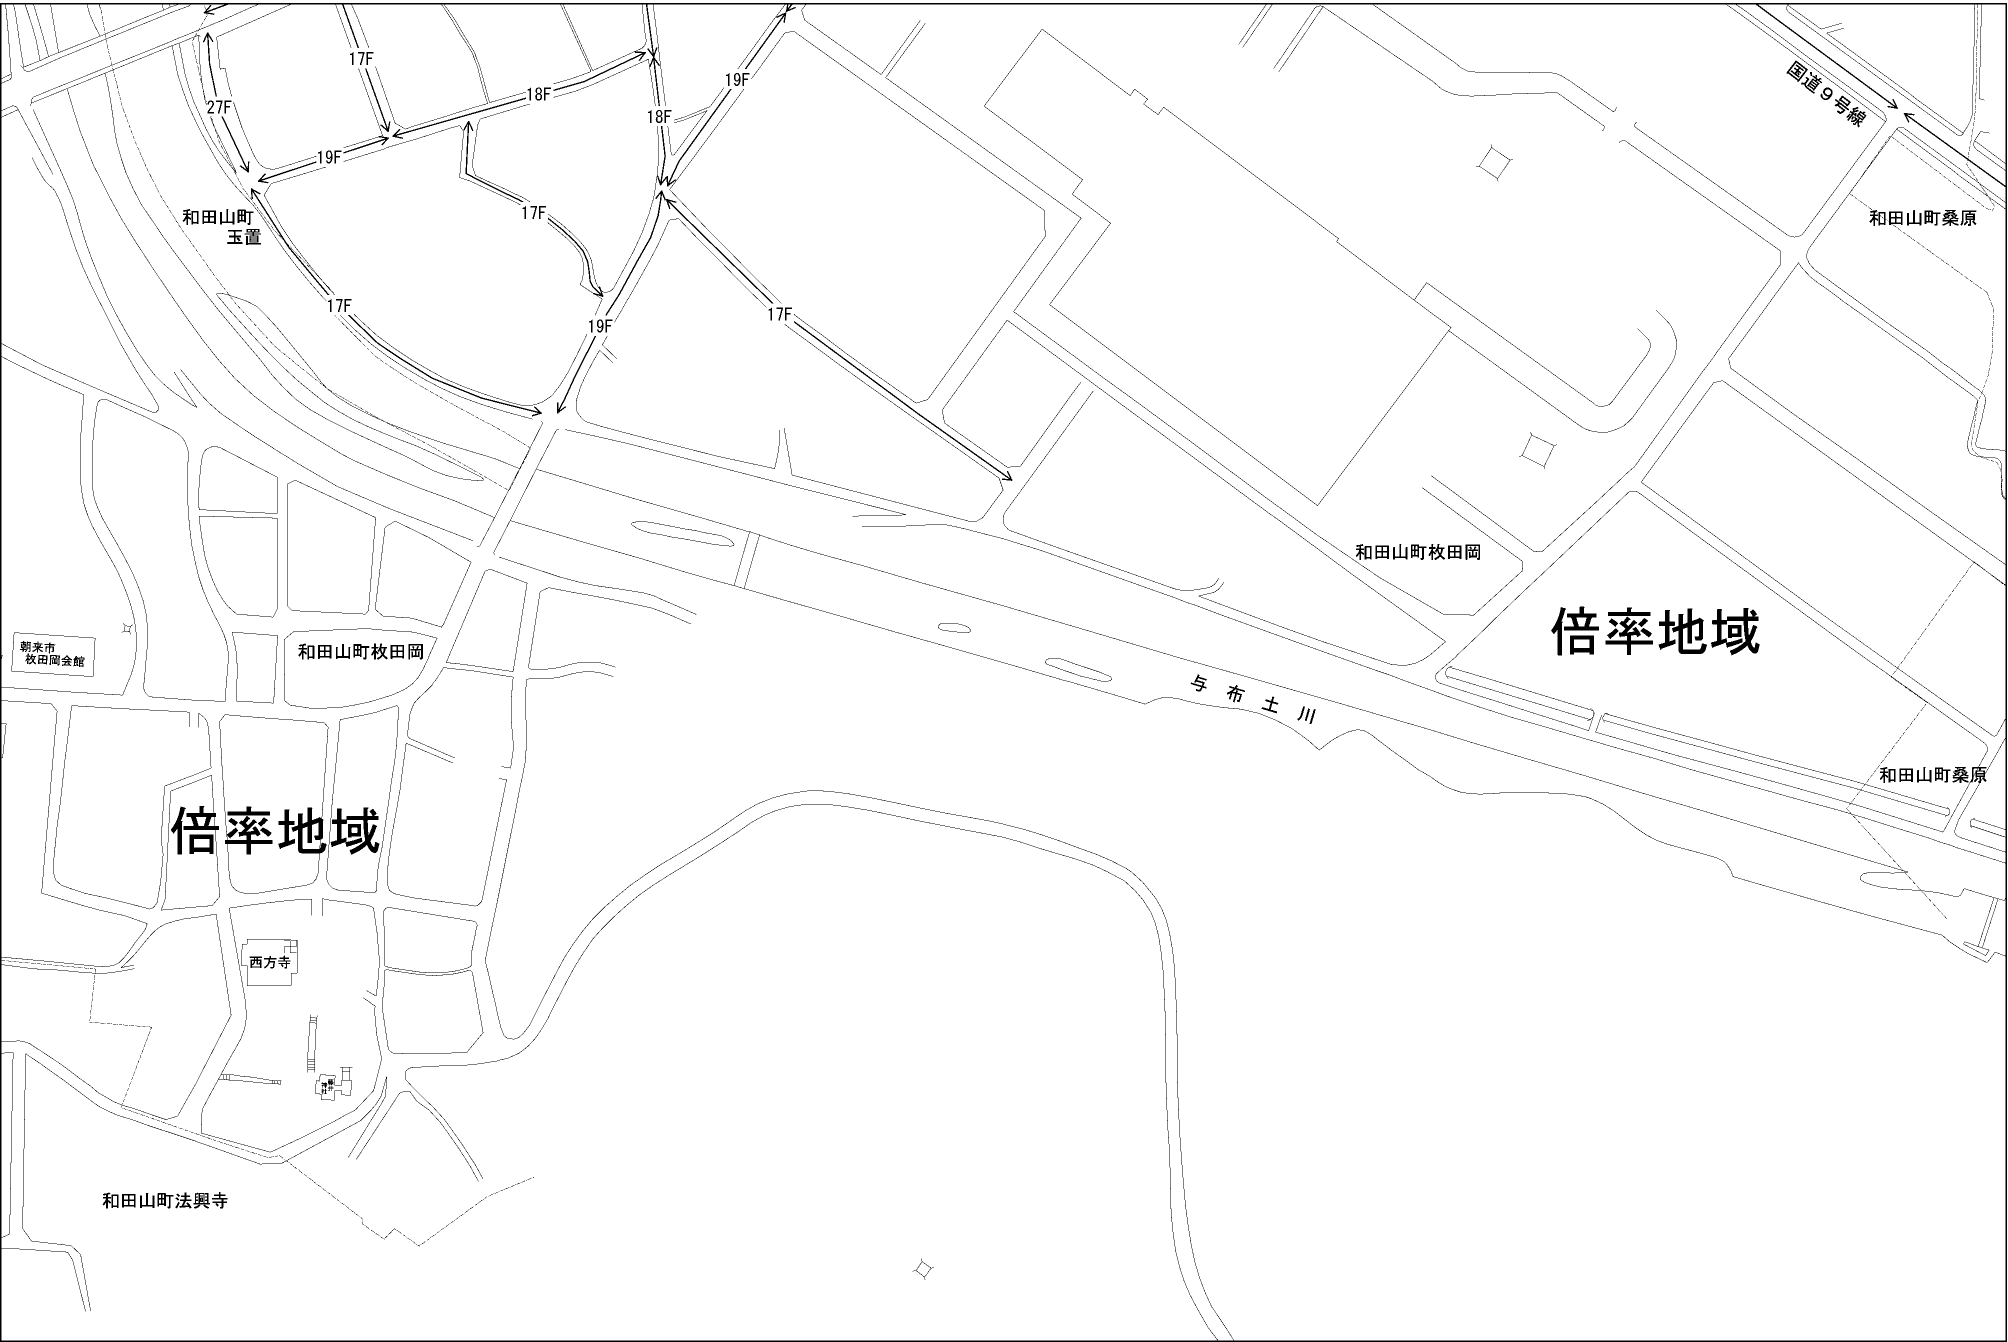 17F
27F
18F
19F
国道9号線
18F
19F
17F
和田山町
玉置
和田山町桑原
17F
17F
19F
和田山町枚田岡
倍率地域
朝来市
枚田岡会館
和田山町枚田岡
与布土川
和田山町桑原
倍率地域
西方寺
和田山町法興寺